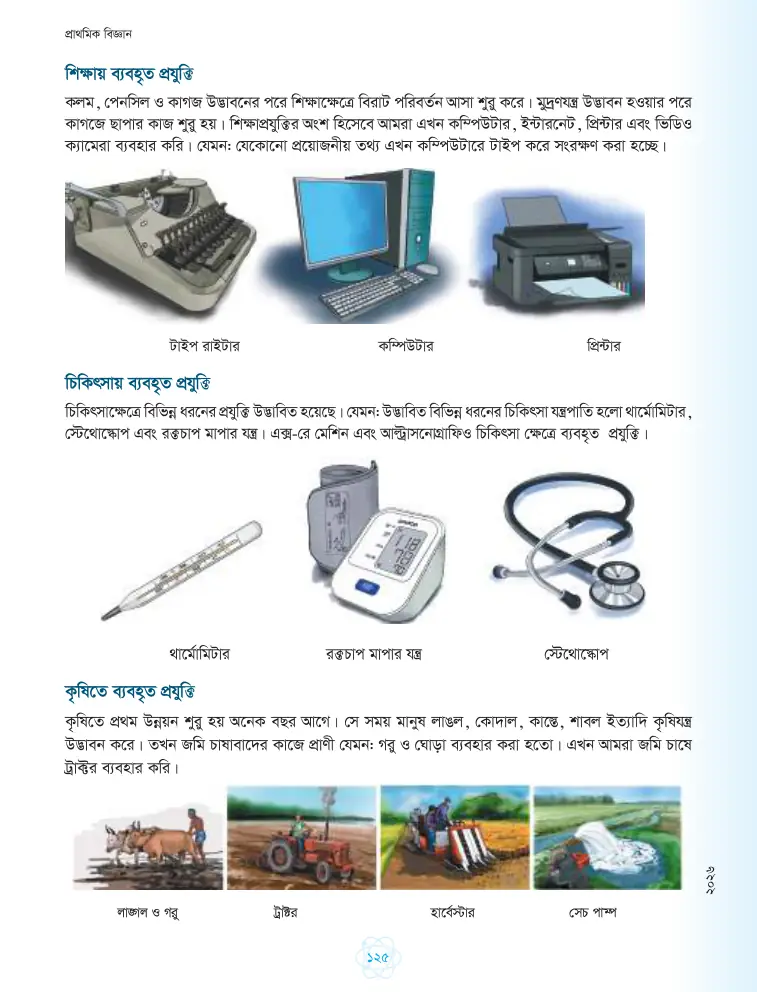 প্রাথমিক বিজ্ঞান
শিক্ষায় ব্যবহৃত প্রযুক্তি
কলম, পেনসিল ও কাগজ উদ্ভাবনের পরে শিক্ষাক্ষেত্রে বিরাট পরিবর্তন আসা শুরু করে। মুদ্রণযন্ত্র উদ্ভাবন হওয়ার পরে
কাগজে ছাপার কাজ শুরু হয়। শিক্ষাপ্রযুক্তির অংশ হিসেবে আমরা এখন কম্পিউটার, ইন্টারনেট, প্রিন্টার এবং ভিডিও
ক্যামেরা ব্যবহার করি। যেমন: যেকোনো প্রয়োজনীয় তথ্য এখন কম্পিউটারে টাইপ করে সংরক্ষণ করা হচ্ছে।
টাইপ রাইটার
কম্পিউটার
প্রিন্টার
চিকিৎসায় ব্যবহৃত প্রযুক্তি
চিকিৎসাক্ষেত্রে বিভিন্ন ধরনের প্রযুক্তি উদ্ভাবিত হয়েছে। যেমন: উদ্ভাবিত বিভিন্ন ধরনের চিকিৎসা যন্ত্রপাতি হলো থার্মোমিটার,
স্টেথোস্কোপ এবং রক্তচাপ মাপার যন্ত্র। এক্স-রে মেশিন এবং আল্ট্রাসনোগ্রাফিও চিকিৎসা ক্ষেত্রে ব্যবহৃত প্রযুক্তি।
থার্মোমিটার
রক্তচাপ মাপার যন্ত্র
স্টেথোস্কোপ
কৃষিতে ব্যবহৃত প্রযুক্তি
কৃষিতে প্রথম উন্নয়ন শুরু হয় অনেক বছর আগে। সে সময় মানুষ লাঙল, কোদাল, কাস্তে, শাবল ইত্যাদি কৃষিযন্ত্র
উদ্ভাবন করে। তখন জমি চাষাবাদের কাজে প্রাণী যেমন: গরু ও ঘোড়া ব্যবহার করা হতো। এখন আমরা জমি চাষে
ট্রাক্টর ব্যবহার করি।
লাঙ্গল ও গরু
ট্রাক্টর
হার্বেস্টার
সেচ পাম্প
২০২৬
১২৫